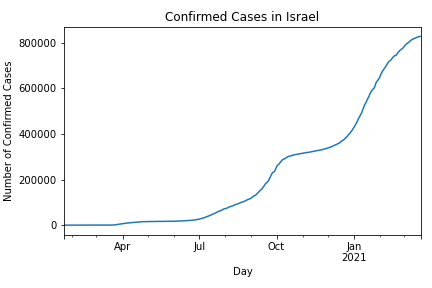 Confirmed Cases in Israel
Number of Confirmed Cases
800000
600000
400000
200000
0
Apr
Jul
Oct
Jan
2021
Day